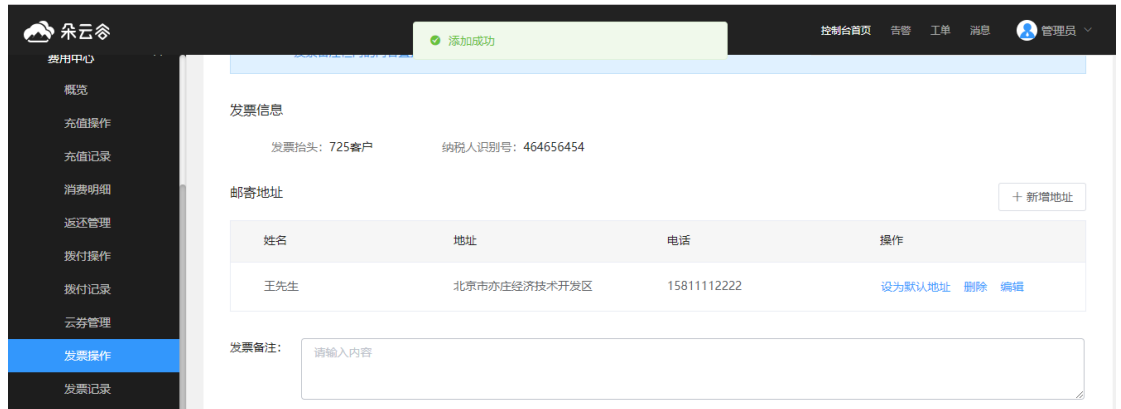 朵云谷
添加成功
控制台首页 告警 工单 消息 管理员
费用中心
概览
充值操作
充值记录
消费明细
返还管理
拨付操作
拨付记录
云券管理
发票操作
发票记录
发票信息
发票抬头：725客户 纳税人识别号：464656454
邮寄地址
+ 新增地址
姓名 地址 电话 操作
王先生 北京市亦庄经济技术开发区 15811112222 设为默认地址 删除 编辑
发票备注：
请输入内容